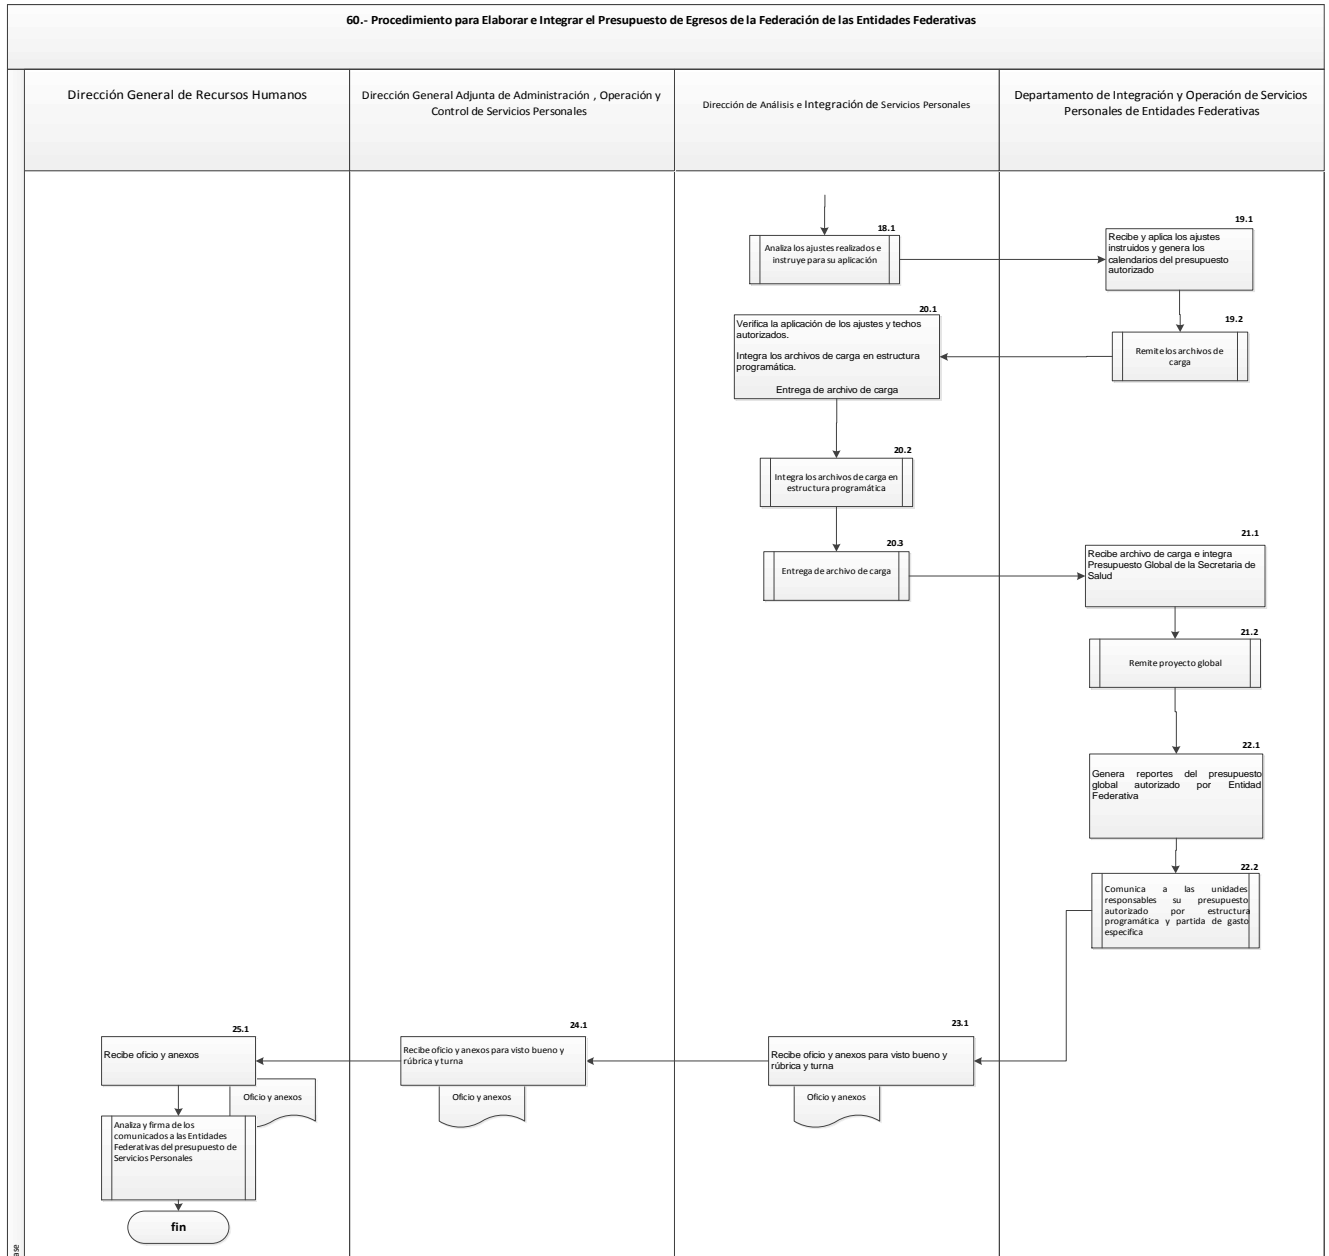 60.- Procedimiento para Elaborar e Integrar el Presupuesto de Egresos de la Federación de las Entidades Federativas
Dirección General de Recursos Humanos
Dirección General Adjunta de Administración , Operación y
Control de Servicios Personales
Dirección de Análisis e Integración de Servicios Personales
Departamento de Integración y Operación de Servicios
Personales de Entidades Federativas
18.1
Analiza los ajustes realizados e
instruye para su aplicación
19.1
Recibe y aplica los ajustes
instruidos y genera los
calendarios del presupuesto
autorizado
19.2
Remite los archivos de
carga
20.1
Verifica la aplicación de los ajustes y techos
autorizados.
Integra los archivos de carga en estructura
programática.
Entrega de archivo de carga
20.2
Integra los archivos de carga en
estructura programática
20.3
Entrega de archivo de carga
21.1
Recibe archivo de carga e integra
Presupuesto Global de la Secretaria de
Salud
21.2
Remite proyecto global
22.1
Genera reportes del presupuesto
global autorizado por Entidad
Federativa
22.2
Comunica a las unidades
responsables su presupuesto
autorizado por estructura
programática y partida de gasto
especifica
23.1
Recibe oficio y anexos para visto bueno y
rúbrica y turna
Oficio y anexos
24.1
Recibe oficio y anexos para visto bueno y
rúbrica y turna
Oficio y anexos
25.1
Recibe oficio y anexos
Oficio y anexos
Analiza y firma de los
comunicados a las Entidades
Federativas del presupuesto de
Servicios Personales
fin
ase